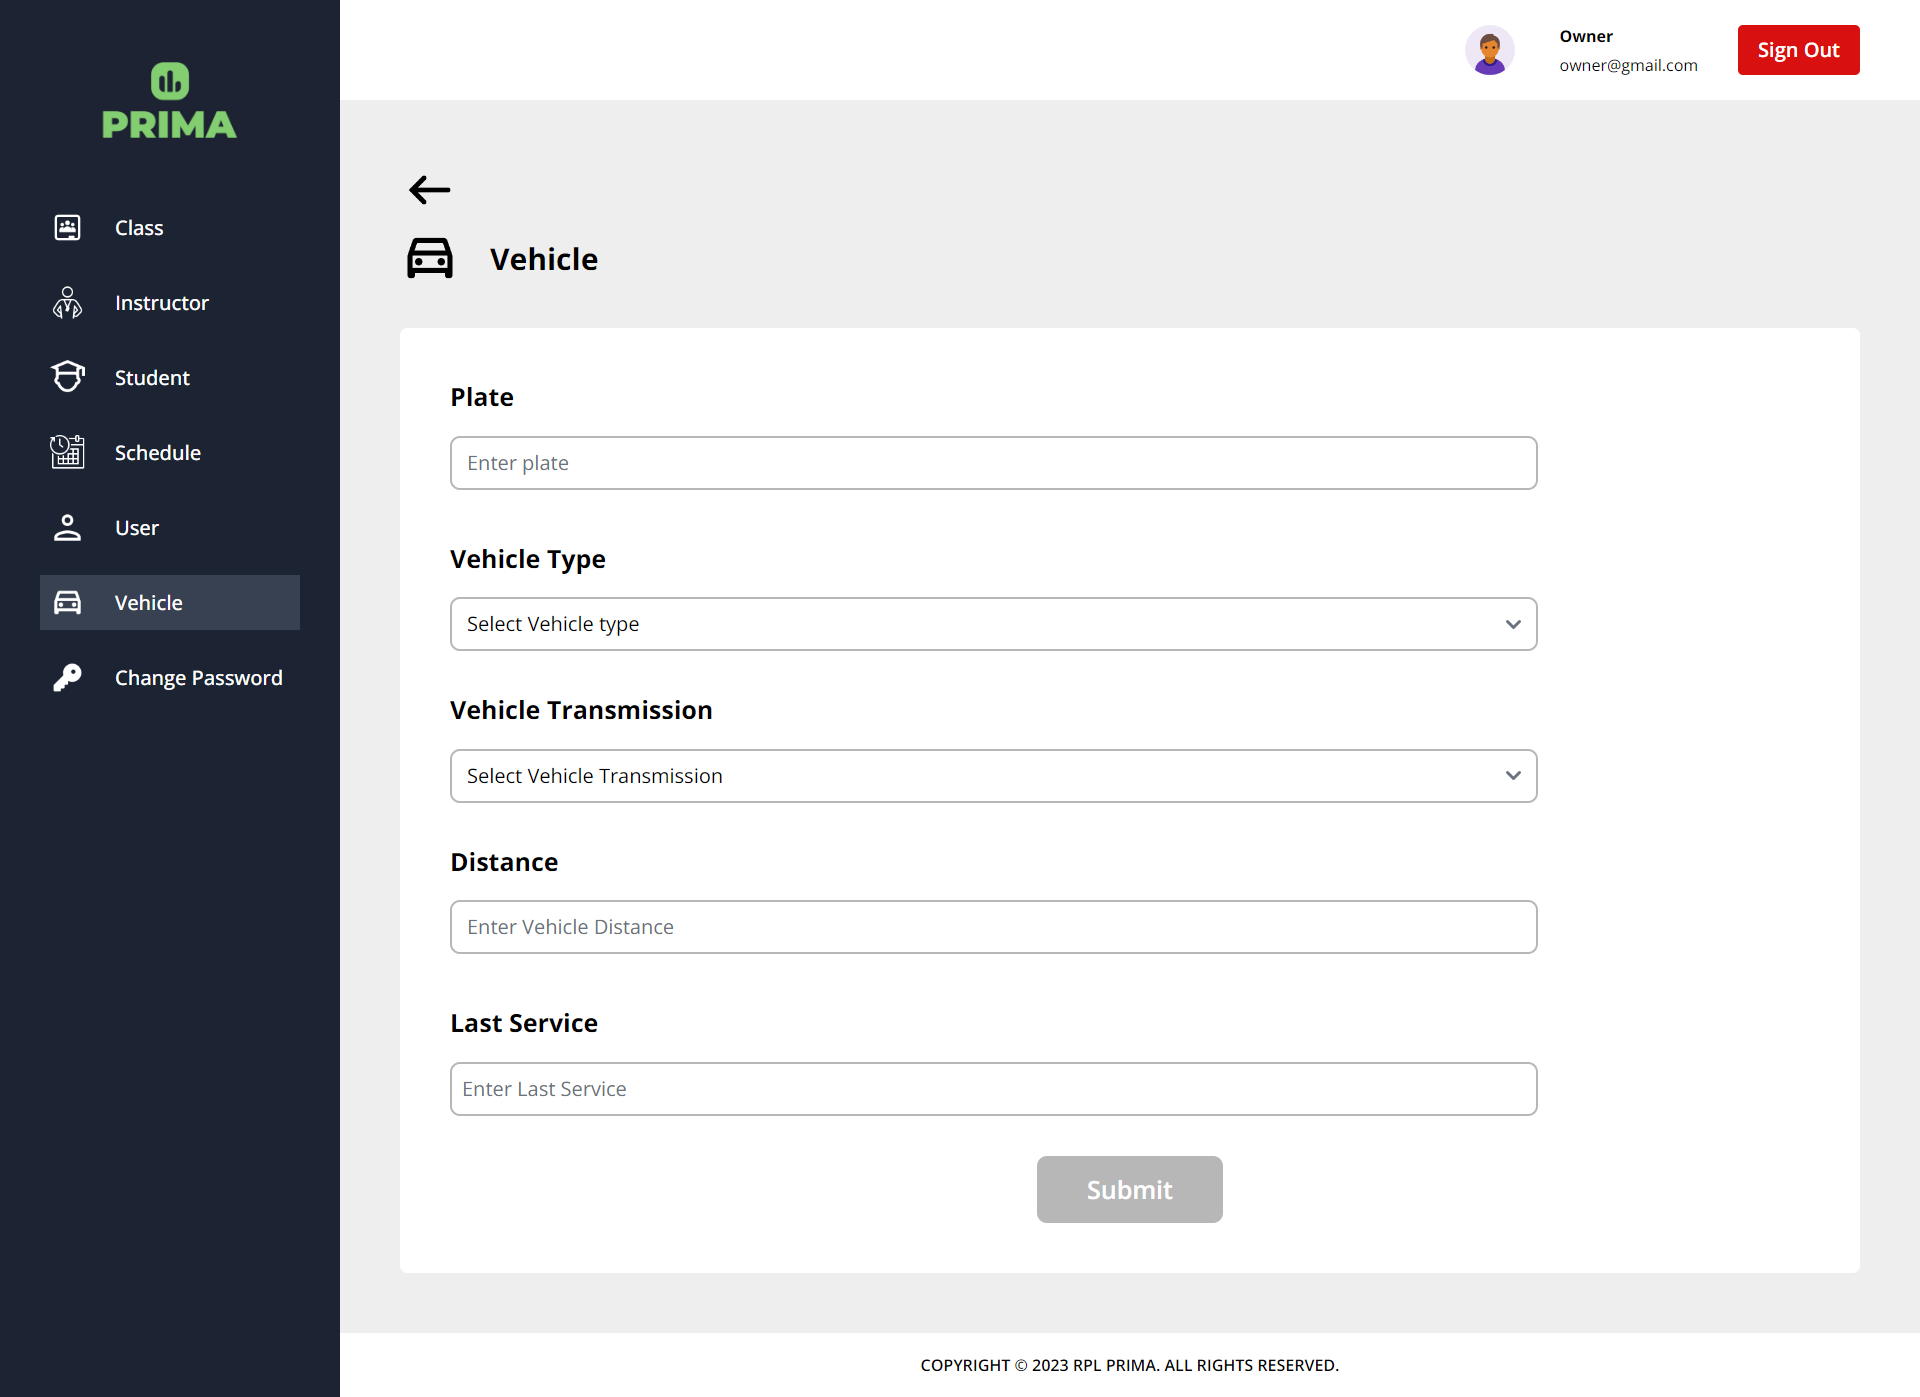 PRIMA
Class
Instructor
Student
Schedule
User
Vehicle
Change Password
Owner
owner@gmail.com
Sign Out
Vehicle
Plate
Enter plate
Vehicle Type
Select Vehicle type
Vehicle Transmission
Select Vehicle Transmission
Distance
Enter Vehicle Distance
Last Service
Enter Last Service
Submit
COPYRIGHT © 2023 RPL PRIMA. ALL RIGHTS RESERVED.